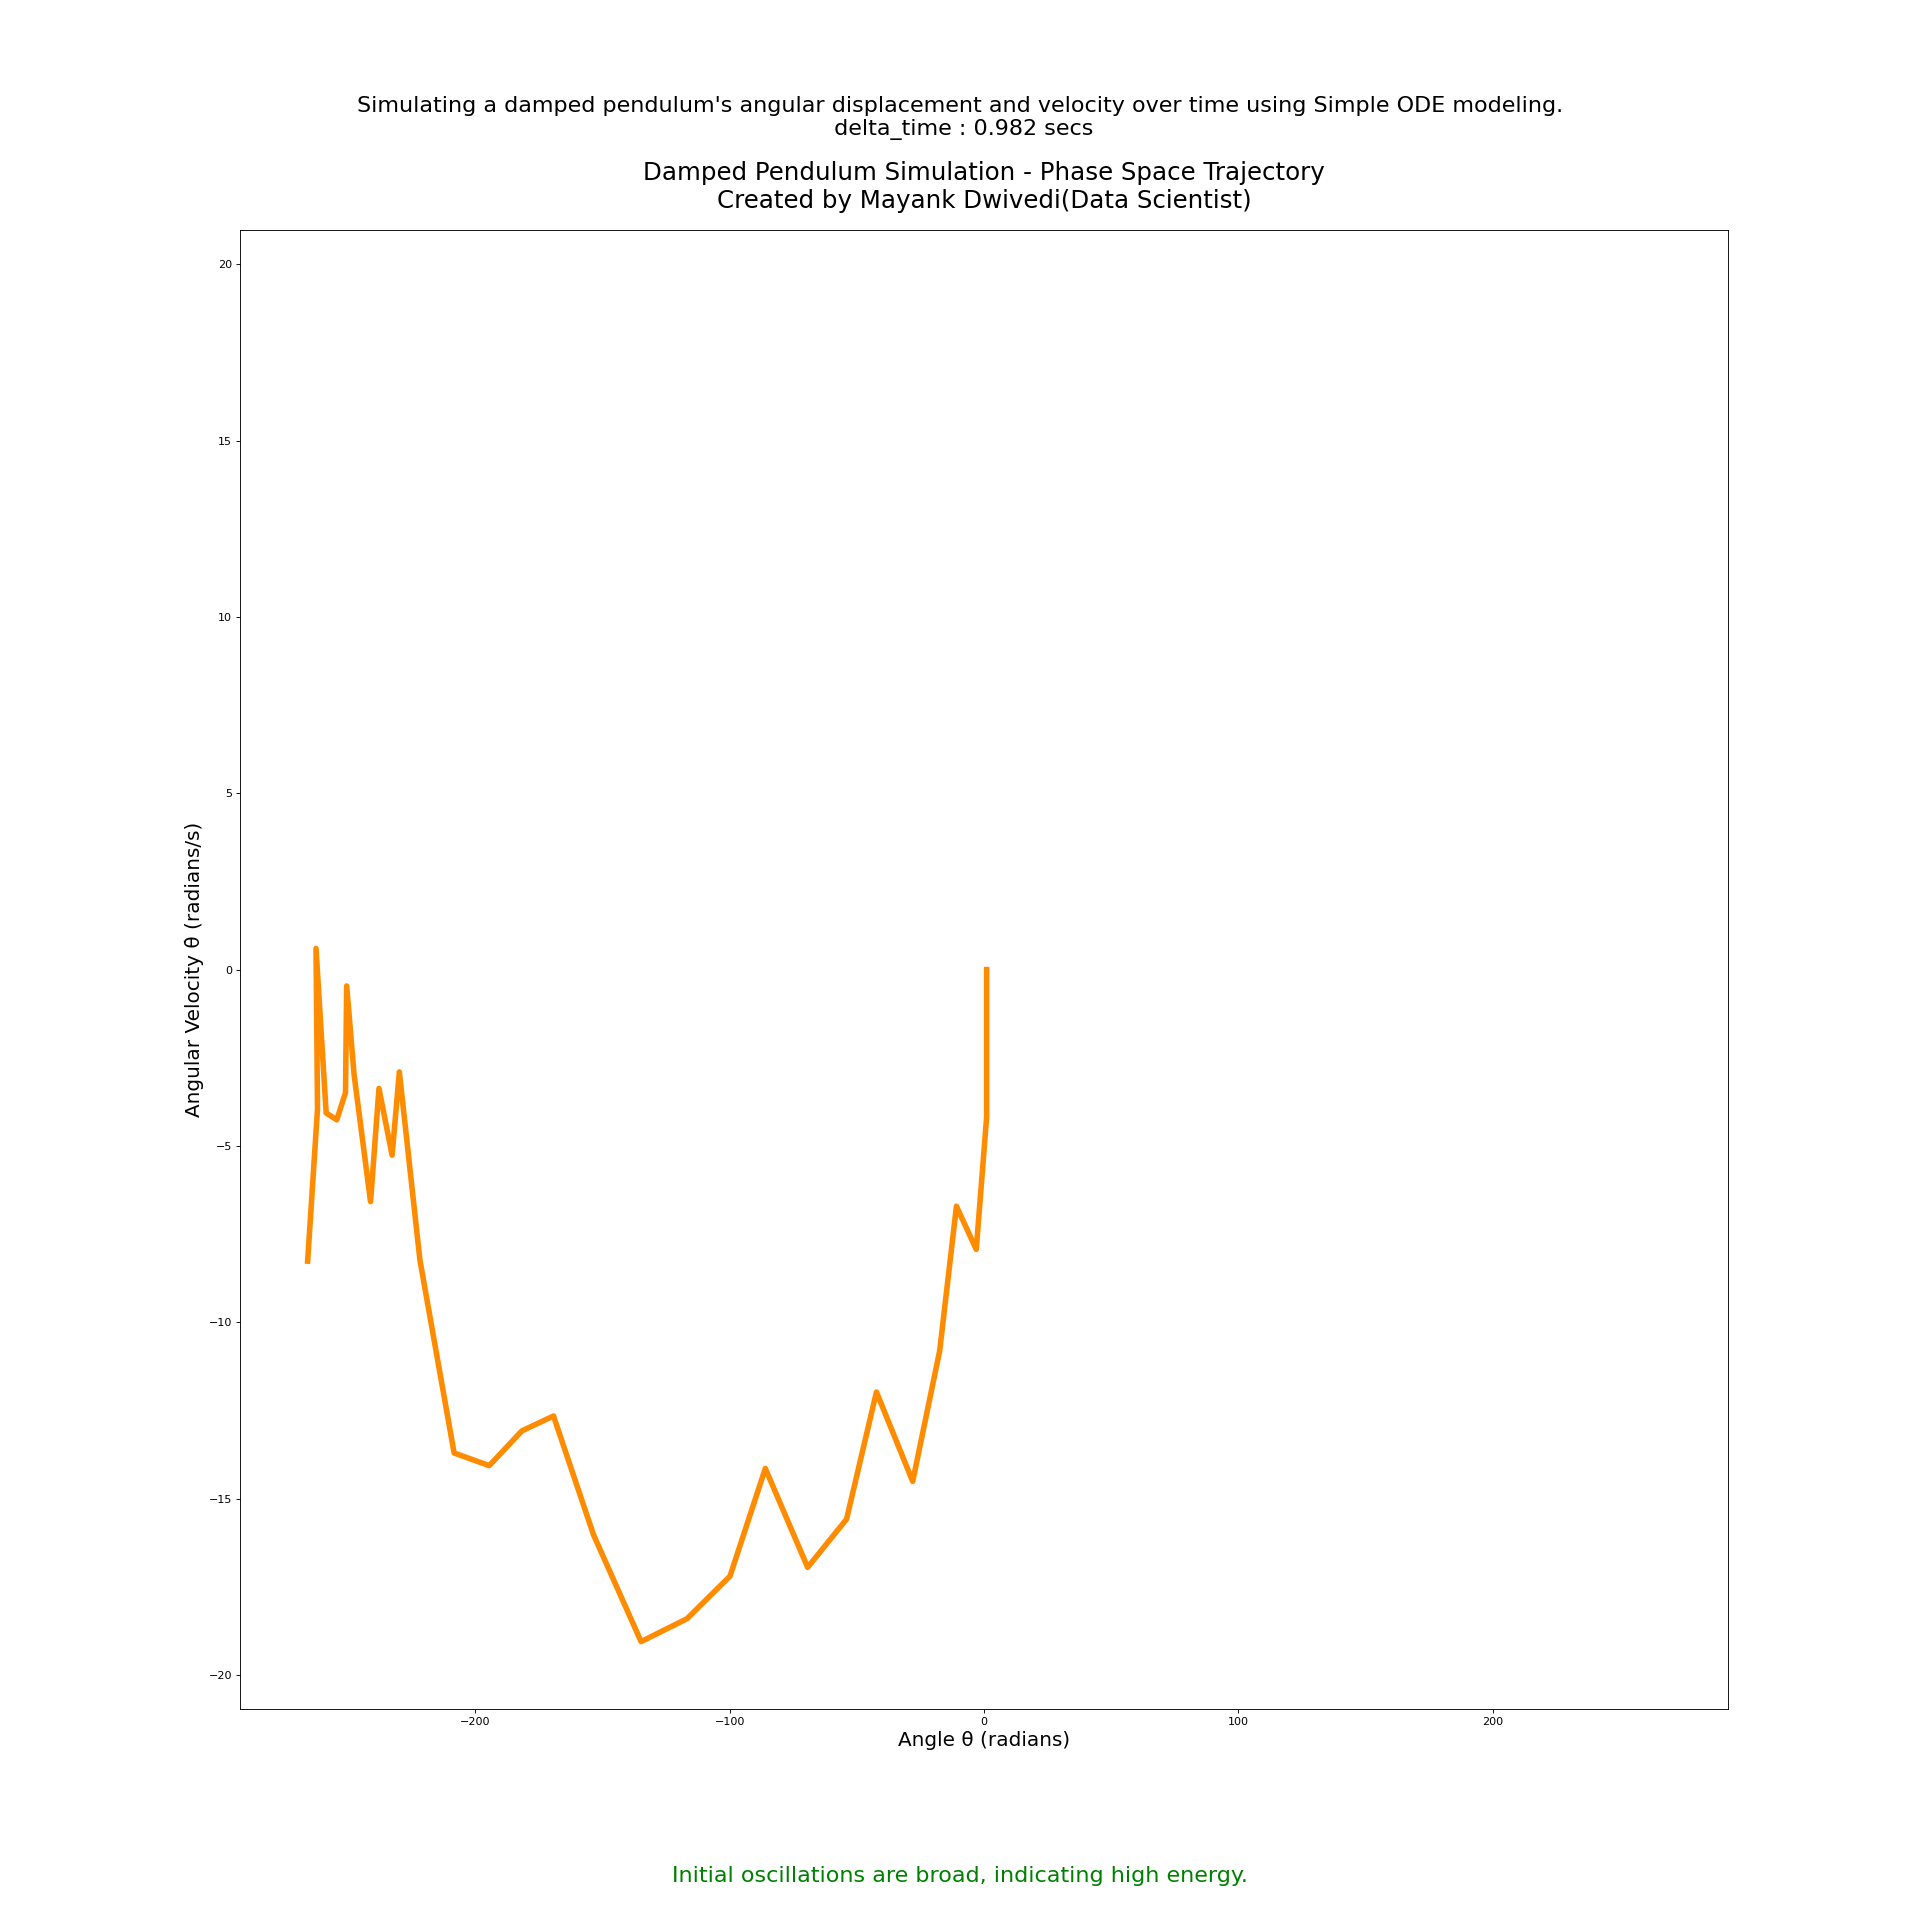 Simulating a damped pendulum's angular displacement and velocity over time using Simple ODE modeling.
delta_time : 0.982 secs
Damped Pendulum Simulation - Phase Space Trajectory
Created by Mayank Dwivedi(Data Scientist)
20
15
10
5
0
−5
−10
−15
−20
Angular Velocity θ (radians/s)
−200
−100
0
100
200
Angle θ (radians)
Initial oscillations are broad, indicating high energy.